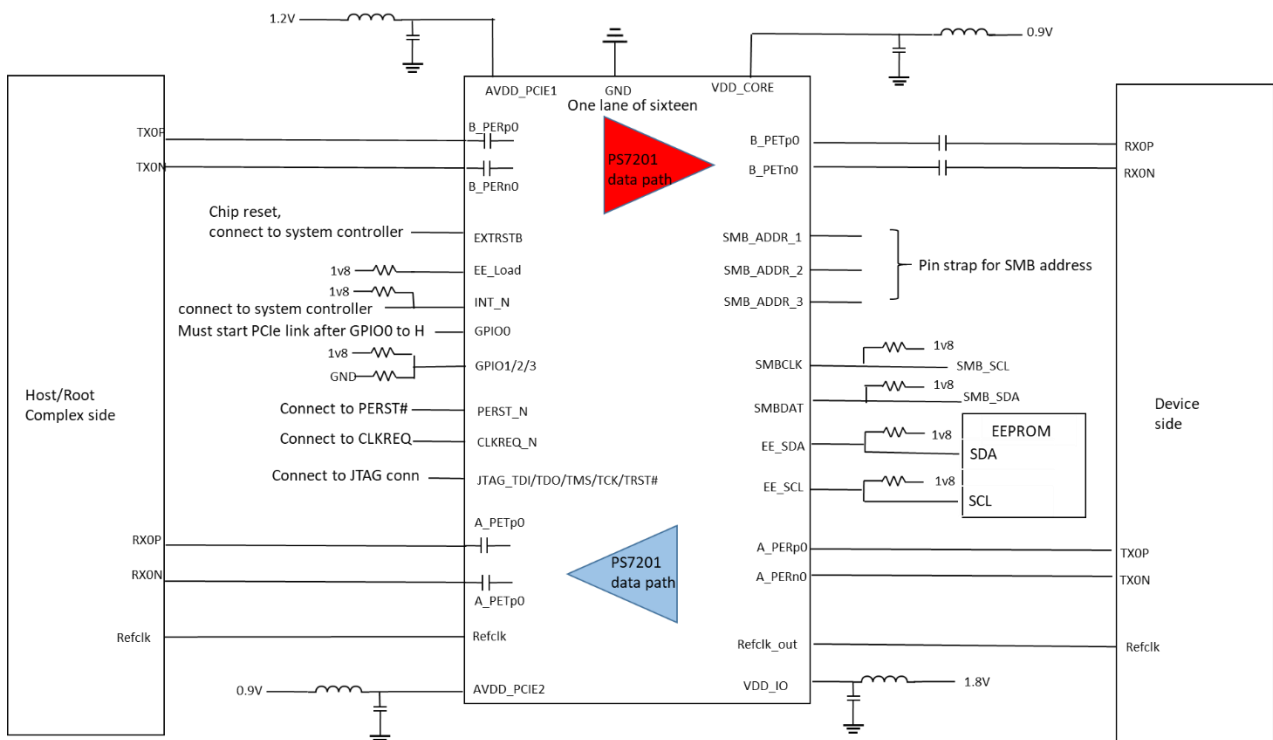 1.2V
0.9V
AVDD_PCIE1
GND
VDD_CORE
One lane of sixteen
TX0P
B_PERp0
B_PETp0
RX0P
TX0N
PS7201
data path
B_PERn0
B_PETn0
RX0N
Chip reset,
connect to system controller
EXTRSTB
SMB_ADDR_1
1v8
EE_Load
SMB_ADDR_2
Pin strap for SMB address
1v8
connect to system controller
INT_N
SMB_ADDR_3
Must start PCIe link after GPIO0 to H
GPIO0
1v8
GND
GPIO1/2/3
SMBCLK
1v8
SMB_SCL
Host/Root
Complex side
1v8
SMB_SDA
SMBDAT
Device
side
Connect to PERST#
PERST_N
EEPROM
Connect to CLKREQ
CLKREQ_N
EE_SDA
1v8
SDA
Connect to JTAG conn
JTAG_TDI/TDO/TMS/TCK/TRST#
EE_SCL
1v8
SCL
RX0P
A_PETp0
A_PERp0
TX0P
RX0N
PS7201
data path
A_PETp0
A_PERn0
TX0N
Refclk
Refclk
Refclk_out
Refclk
0.9V
AVDD_PCIE2
VDD_IO
1.8V